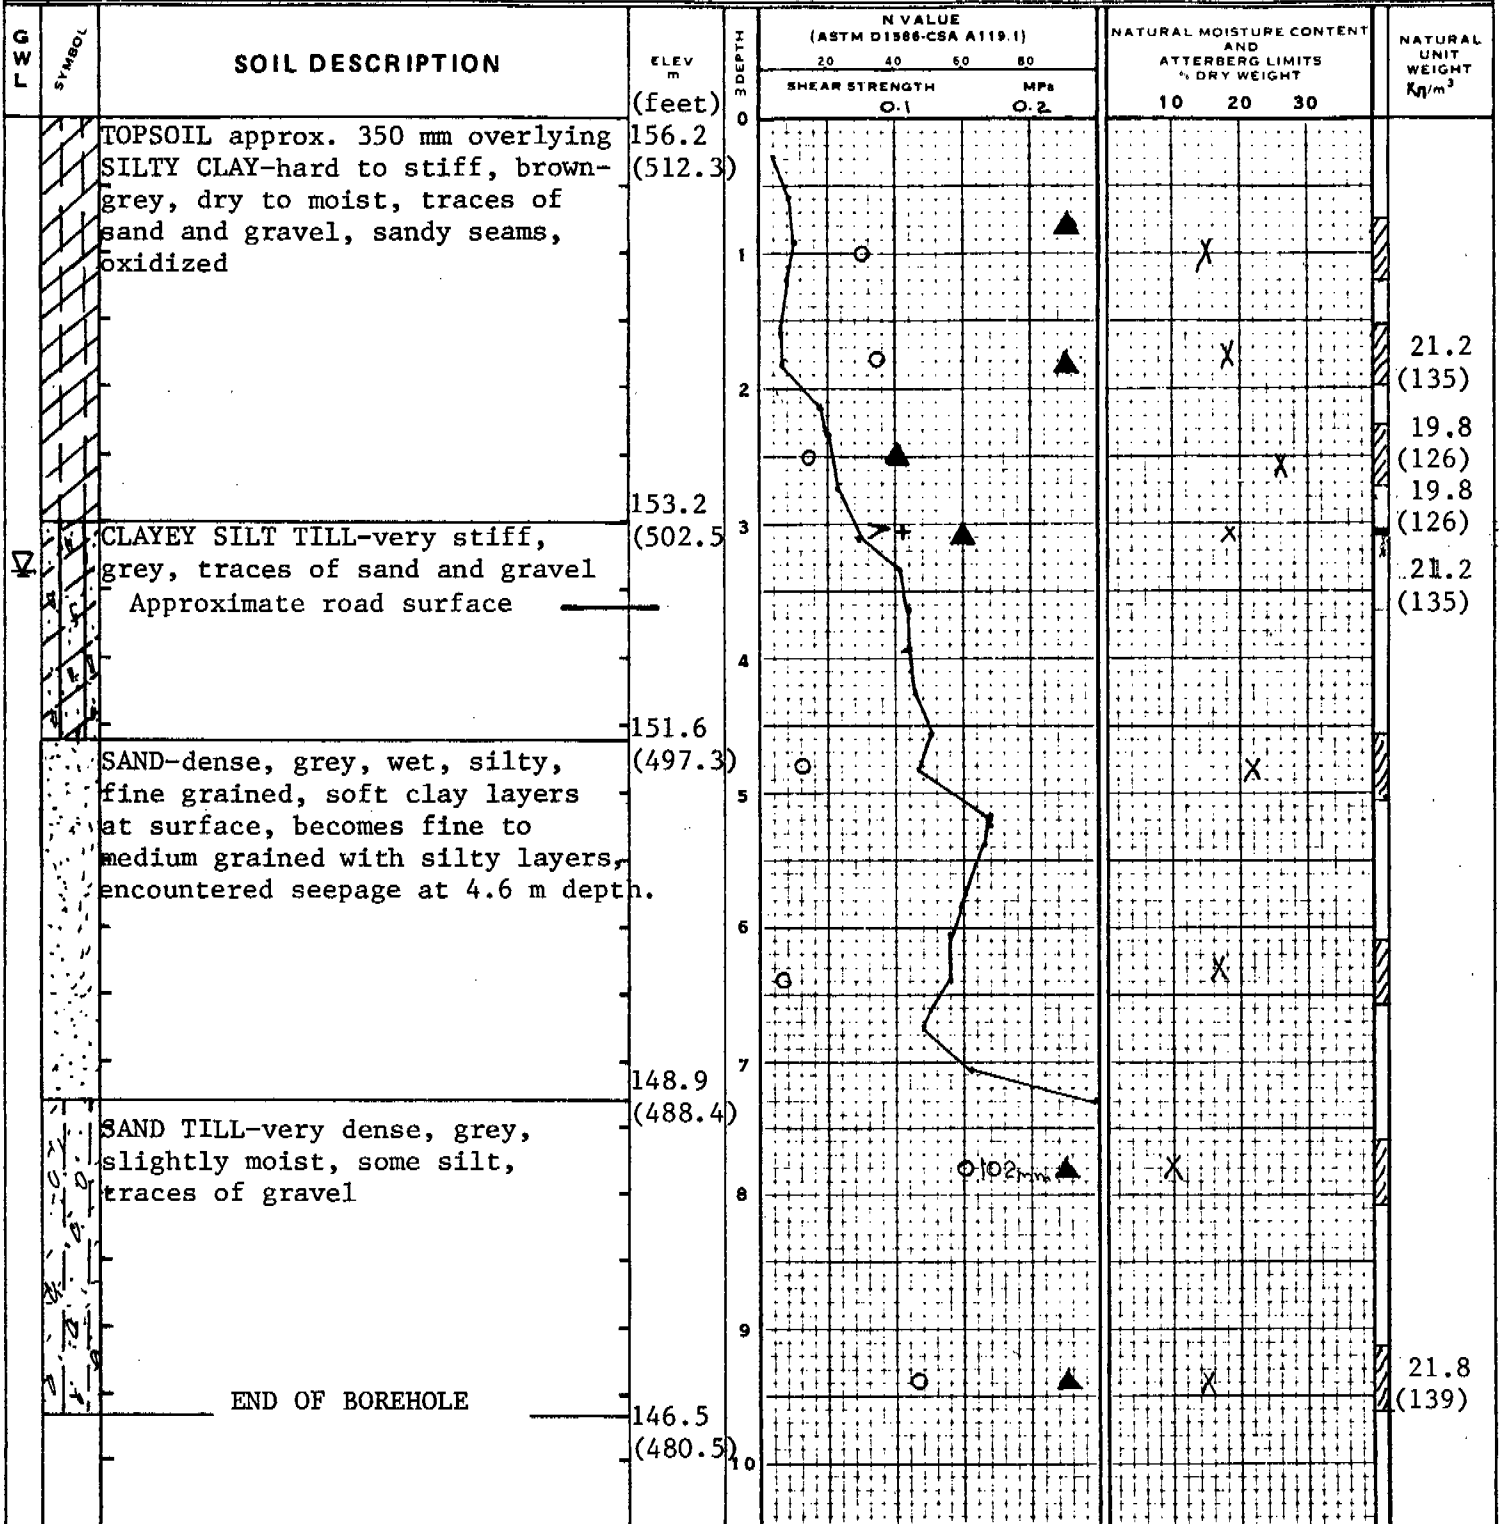 GWL
SYMBOL
SOIL DESCRIPTION
ELEV
m
(feet)
m DEPTH
N VALUE
(ASTM D1586-CSA A119.1)
20 40 60 80
SHEAR STRENGTH MPa
0.1 0.2
NATURAL MOISTURE CONTENT
AND
ATTERBERG LIMITS
% DRY WEIGHT
10 20 30
NATURAL
UNIT
WEIGHT
Kn/m³
0
TOPSOIL approx. 350 mm overlying
SILTY CLAY-hard to stiff, brown-
grey, dry to moist, traces of
sand and gravel, sandy seams,
oxidized
156.2
(512.3)
1
21.2
(135)
2
19.8
(126)
19.8
(126)
153.2
(502.5
CLAYEY SILT TILL-very stiff,
grey, traces of sand and gravel
Approximate road surface
3
21.2
(135)
4
151.6
(497.3)
SAND-dense, grey, wet, silty,
fine grained, soft clay layers
at surface, becomes fine to
medium grained with silty layers,
encountered seepage at 4.6 m depth.
5
6
7
148.9
(488.4)
SAND TILL-very dense, grey,
slightly moist, some silt,
traces of gravel
102mm
8
9
21.8
(139)
END OF BOREHOLE
146.5
(480.5)
10